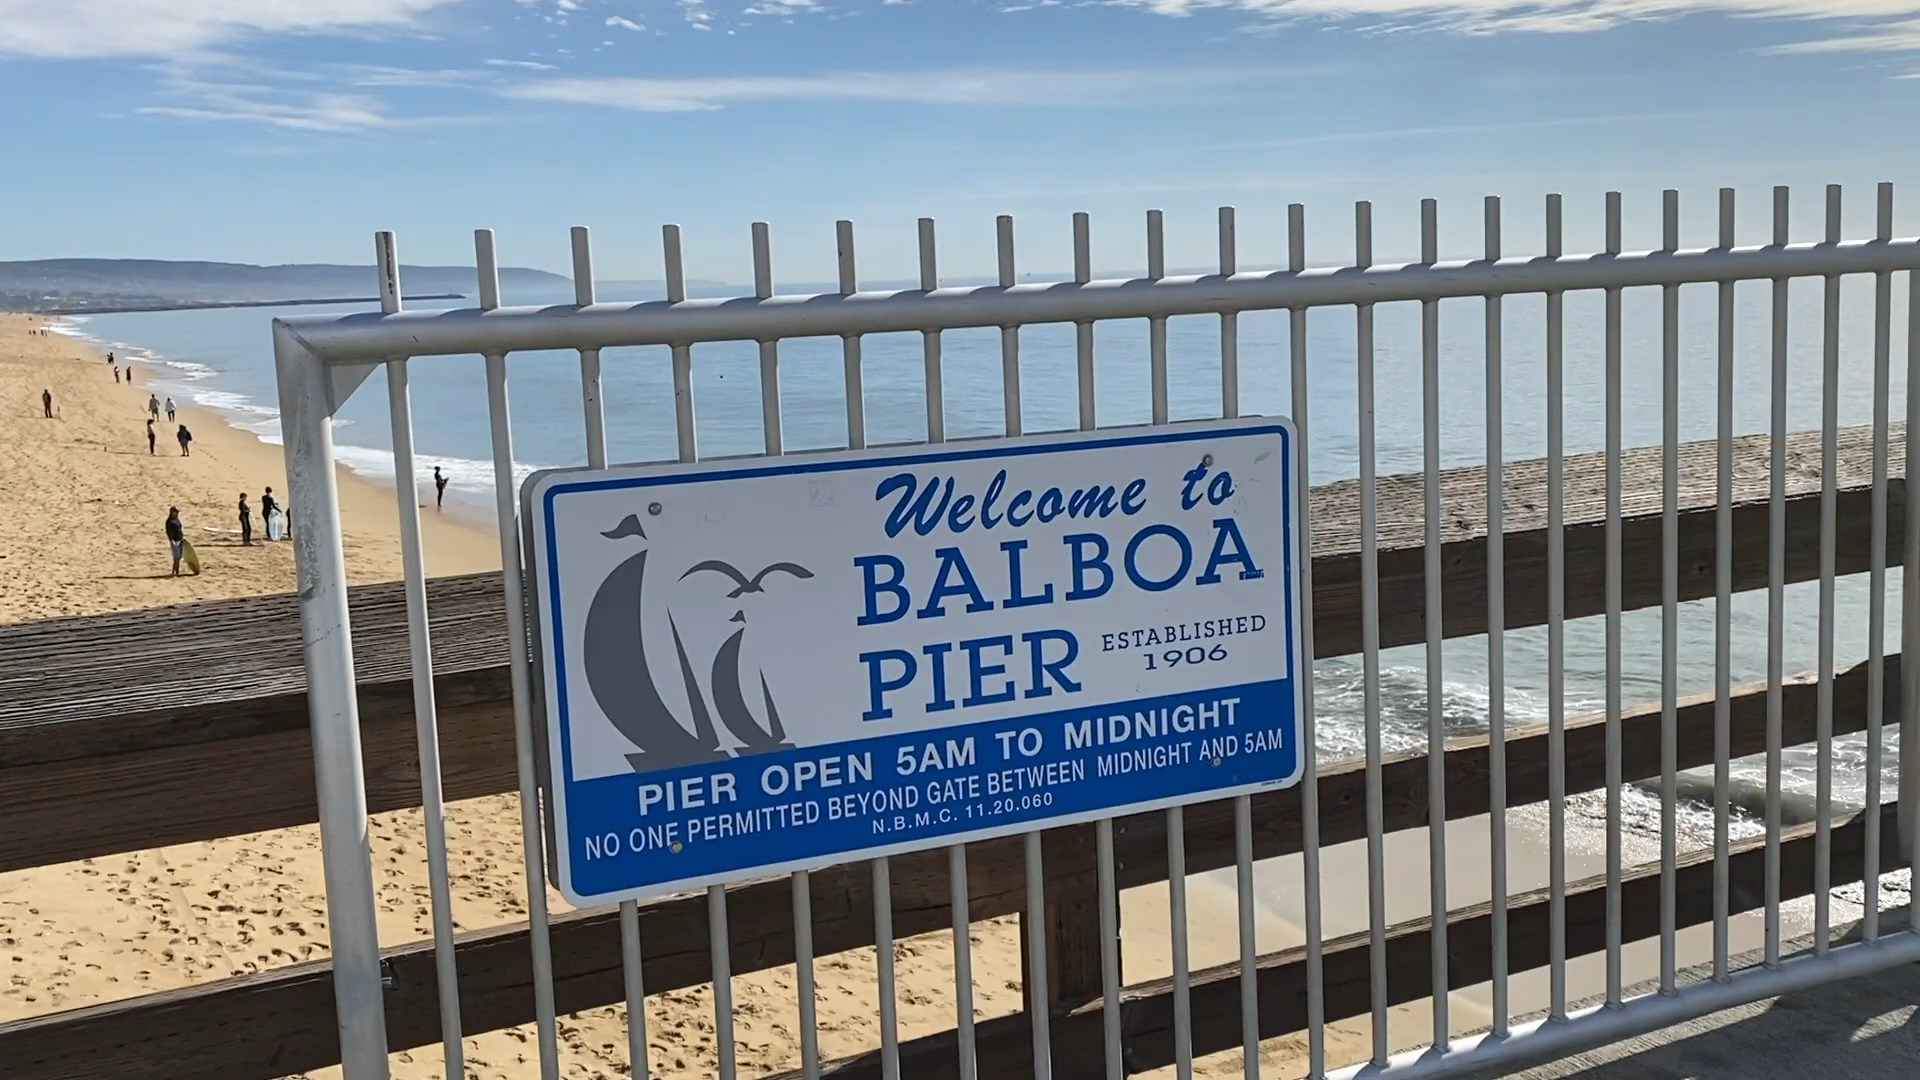 Welcome to
BALBOA
PIER
ESTABLISHED
1906
PIER OPEN 5AM TO MIDNIGHT
NO ONE PERMITTED BEYOND GATE BETWEEN MIDNIGHT AND 5AM
N.B.M.C. 11.20.060